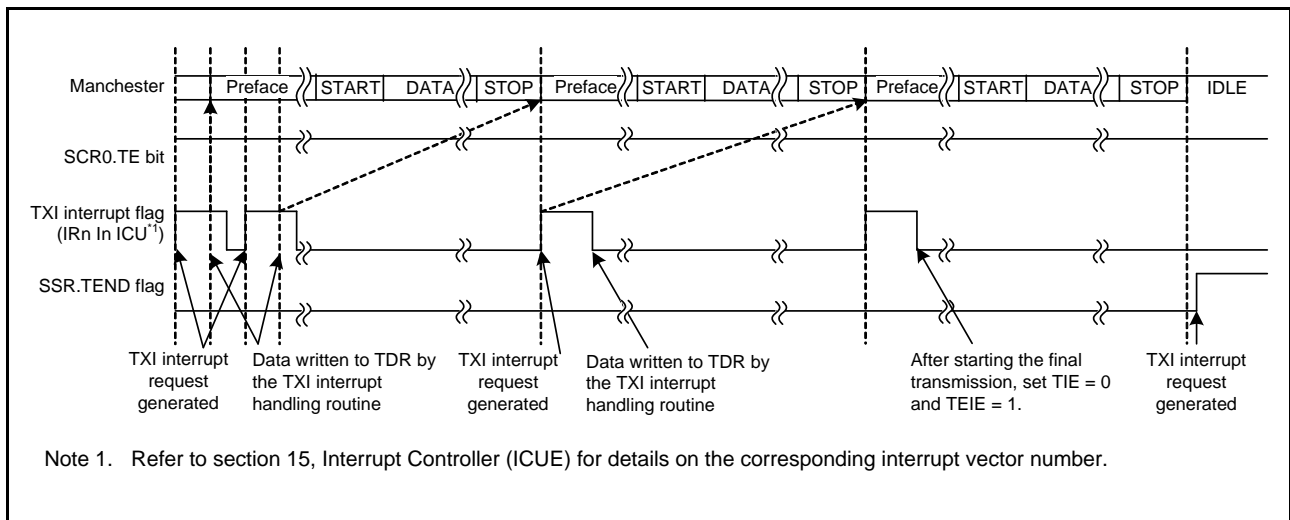 Manchester
Preface
START
DATA
STOP
Preface
START
DATA
STOP
Preface
START
DATA
STOP
IDLE
SCR0.TE bit
TXI interrupt flag
(IRn In ICU*1)
SSR.TEND flag
TXI interrupt
request
generated
Data written to TDR by
the TXI interrupt
handling routine
TXI interrupt
request
generated
Data written to TDR by
the TXI interrupt
handling routine
After starting the final
transmission, set TIE = 0
and TEIE = 1.
TXI interrupt
request
generated
Note 1. Refer to section 15, Interrupt Controller (ICUE) for details on the corresponding interrupt vector number.